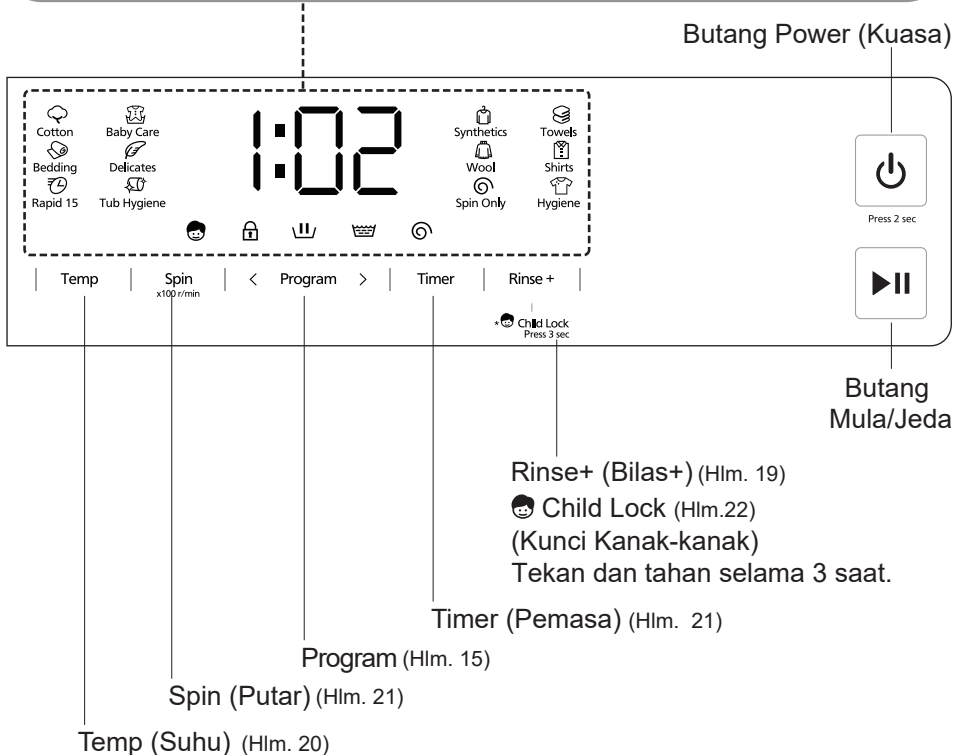 Butang Power (Kuasa)
Cotton
Baby Care
1:02
Synthetics
Towels
Bedding
Delicates
Wool
Shirts
Rapid 15
Tub Hygiene
Spin Only
Hygiene
Press 2 sec
Temp
Spin
x100 r/min
< Program >
Timer
Rinse +
* Child Lock
Press 3 sec
Butang
Mula/Jeda
Rinse+ (Bilas+) (Hlm. 19)
Child Lock (Hlm.22)
(Kunci Kanak-kanak)
Tekan dan tahan selama 3 saat.
Timer (Pemasa) (Hlm. 21)
Program (Hlm. 15)
Spin (Putar) (Hlm. 21)
Temp (Suhu) (Hlm. 20)